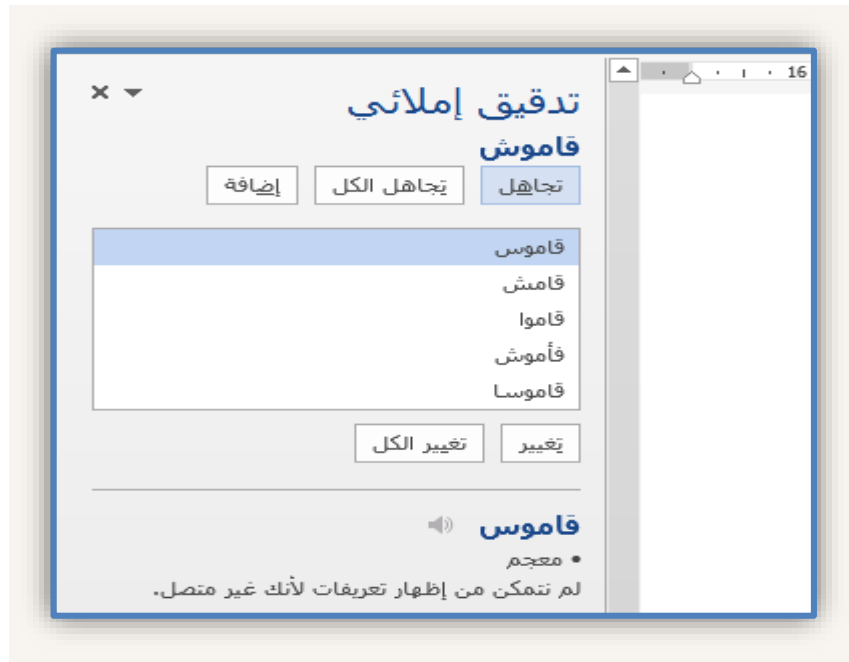 16
تدقيق إملائي
قاموش
تجاهل تجاهل الكل إضافة
قاموس
قامش
قاموا
فأموش
قاموسا
تغيير تغيير الكل
قاموس
• معجم
لم نتمكن من إظهار تعريفات لأنك غير متصل.